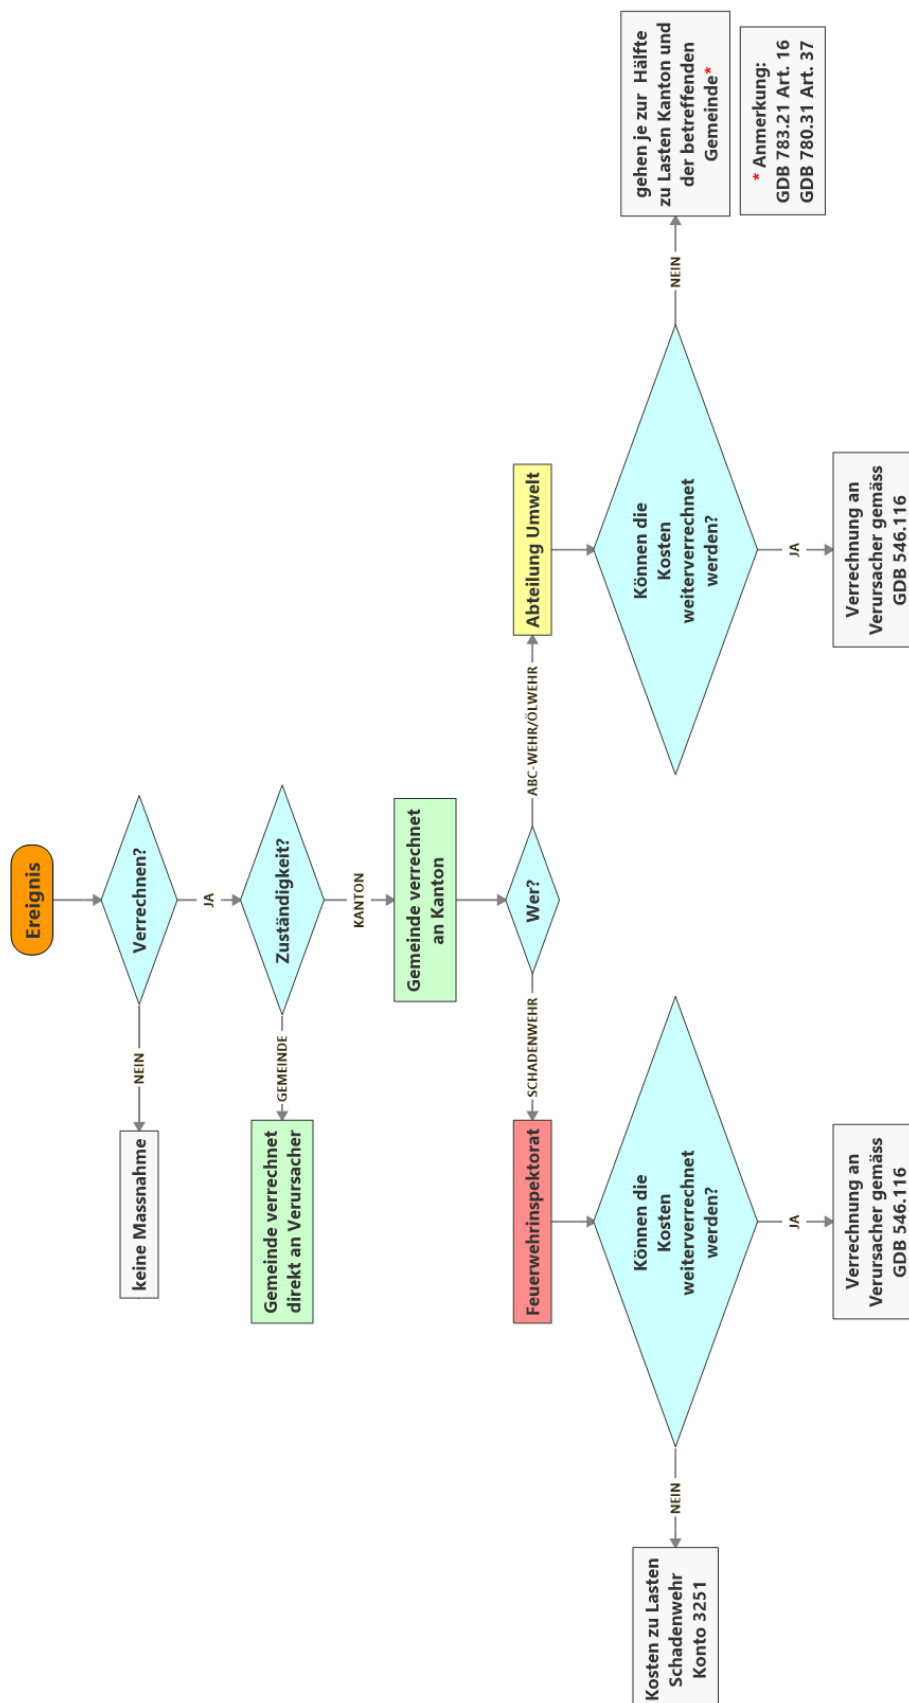 Ereignis
Verrechnen?
NEIN
keine Massnahme
JA
Zuständigkeit?
GEMEINDE
Gemeinde verrechnet
direkt an Verursacher
KANTON
Gemeinde verrechnet
an Kanton
Wer?
SCHADENWEHR
Feuerwehrinspektorat
ABC-WEHR/ÖLWEHR
Abteilung Umwelt
Können die
Kosten
weiterverrechnet
werden?
NEIN
Kosten zu Lasten
Schadenwehr
Konto 3251
JA
Verrechnung an
Verursacher gemäss
GDB 546.116
Können die
Kosten
weiterverrechnet
werden?
NEIN
gehen je zur Hälfte
zu Lasten Kanton und
der betreffenden
Gemeinde*
* Anmerkung:
GDB 783.21 Art. 16
GDB 780.31 Art. 37
JA
Verrechnung an
Verursacher gemäss
GDB 546.116